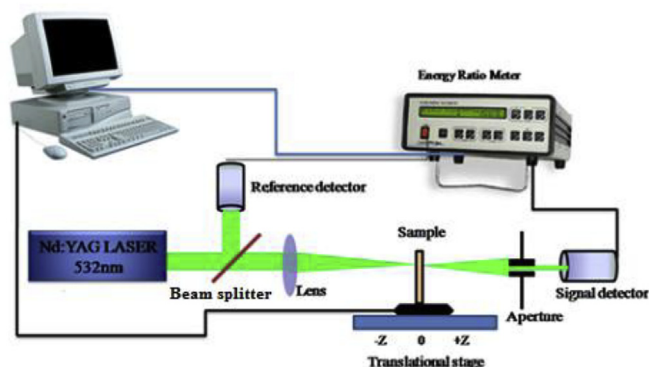 Energy Ratio Meter
Reference detector
Nd:YAG LASER
532nm
Beam splitter
Lens
Sample
Aperture
Signal detector
-Z 0 +Z
Translational stage